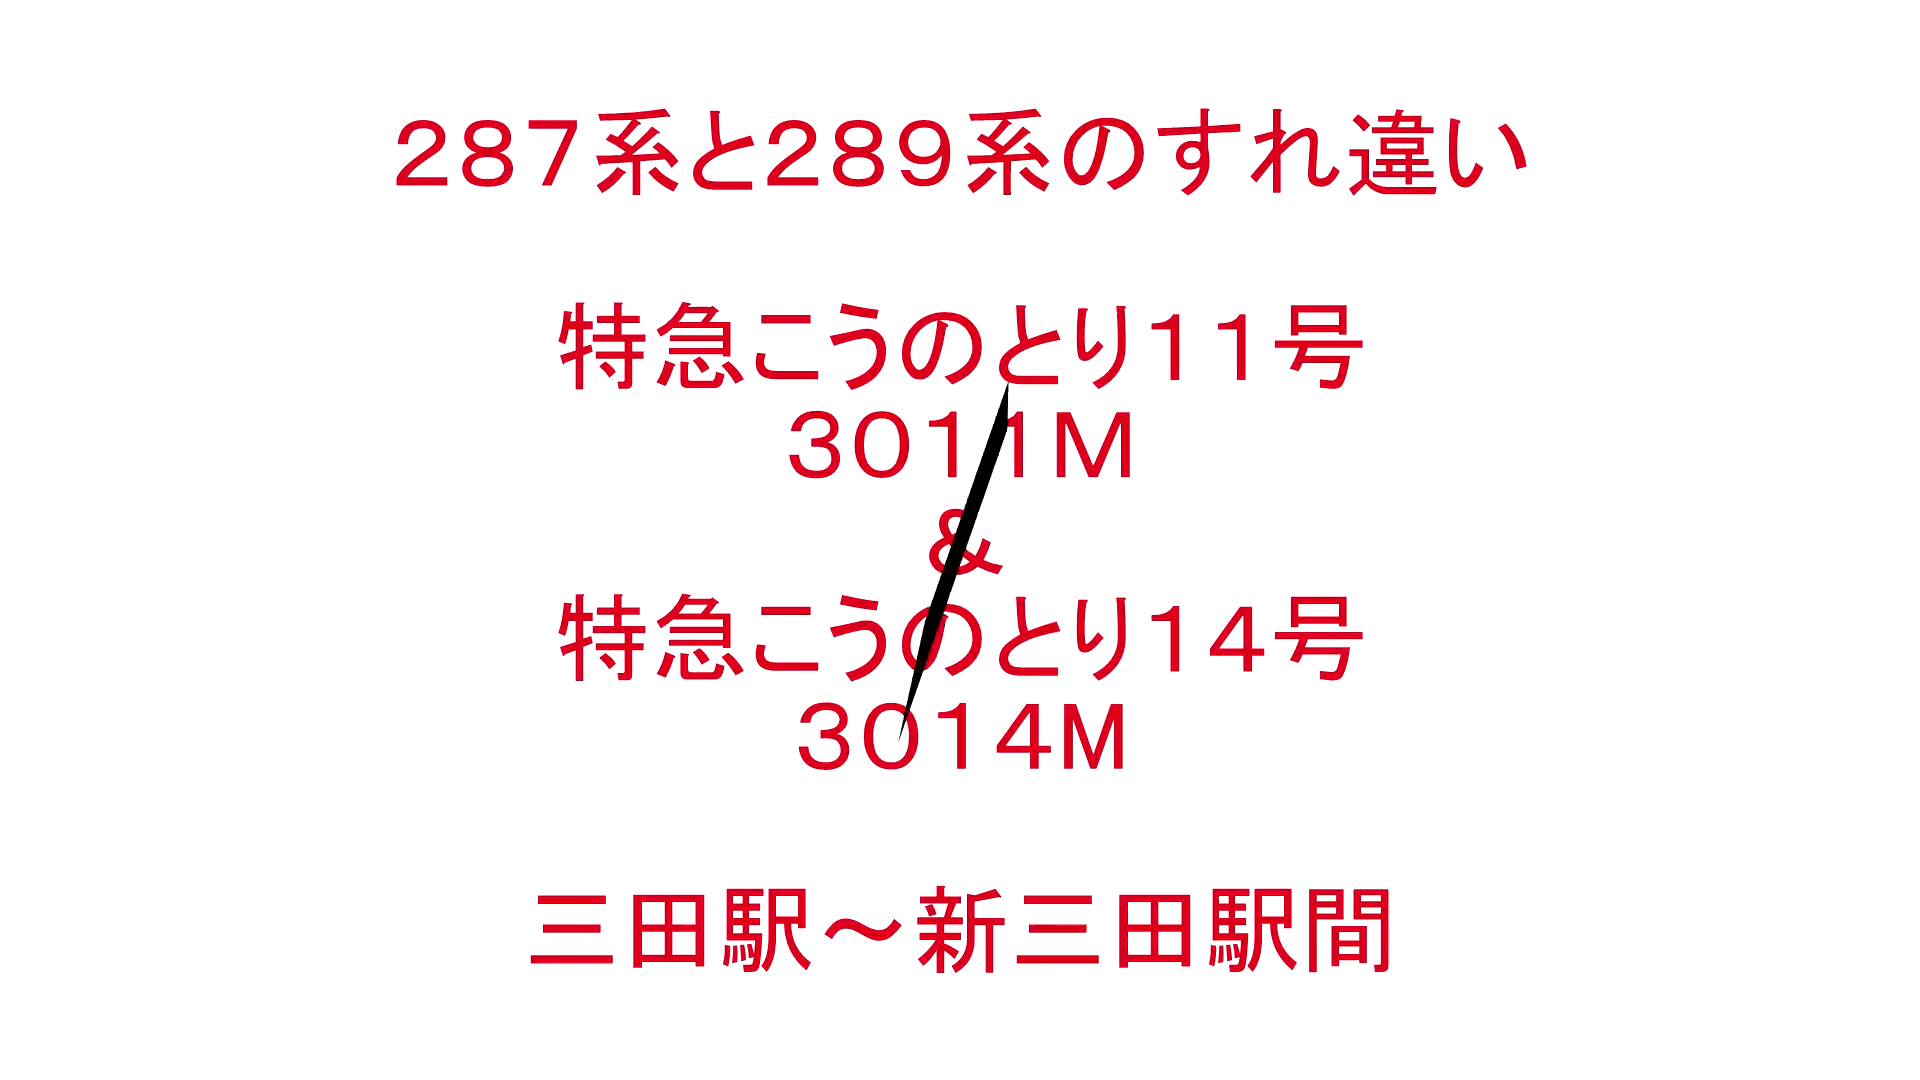 ２８７系と２８９系のすれ違い
特急こうのとり１１号
３０１１Ｍ
＆
特急こうのとり１４号
３０１４M
三田駅～新三田駅間